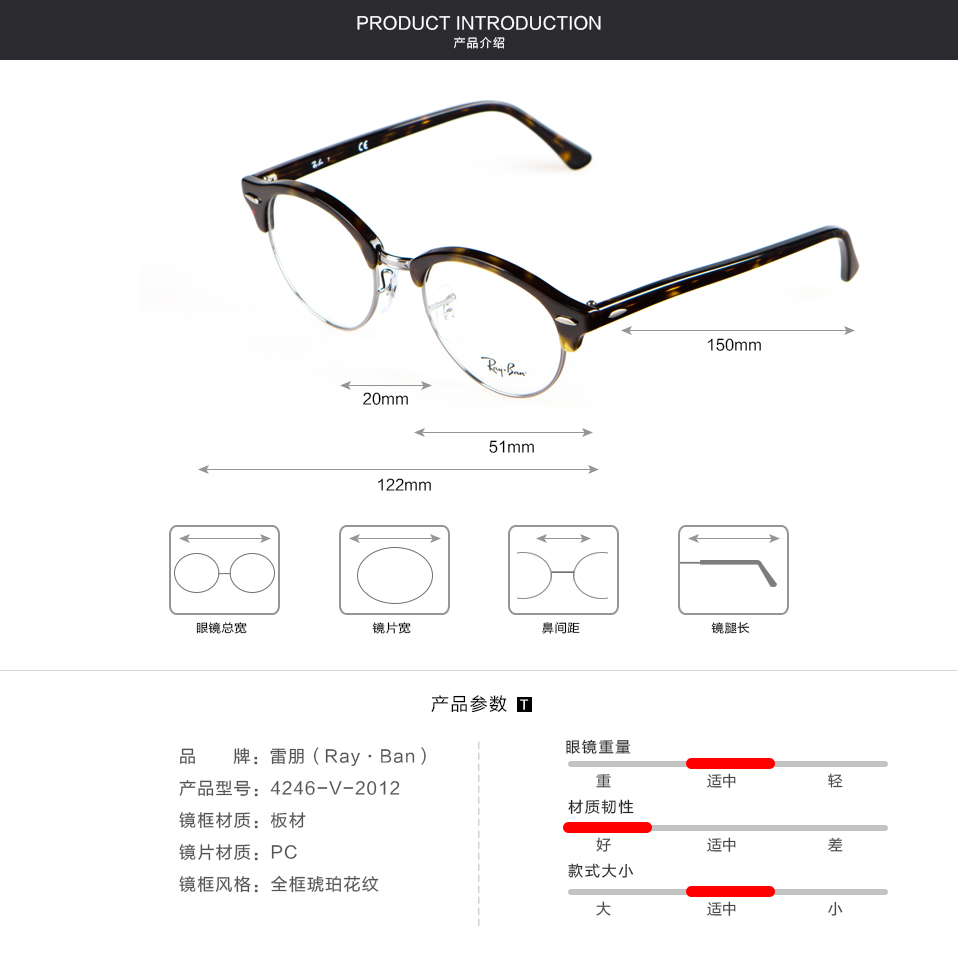 PRODUCT INTRODUCTION
产品介绍
Ray-Ban
CE
150mm
Ray-Ban
20mm
51mm
122mm
眼镜总宽
镜片宽
鼻间距
镜腿长
产品参数 T
品 牌：雷朋（Ray·Ban）
产品型号：4246-V-2012
镜框材质：板材
镜片材质：PC
镜框风格：全框琥珀花纹
眼镜重量
重 适中 轻
材质韧性
好 适中 差
款式大小
大 适中 小